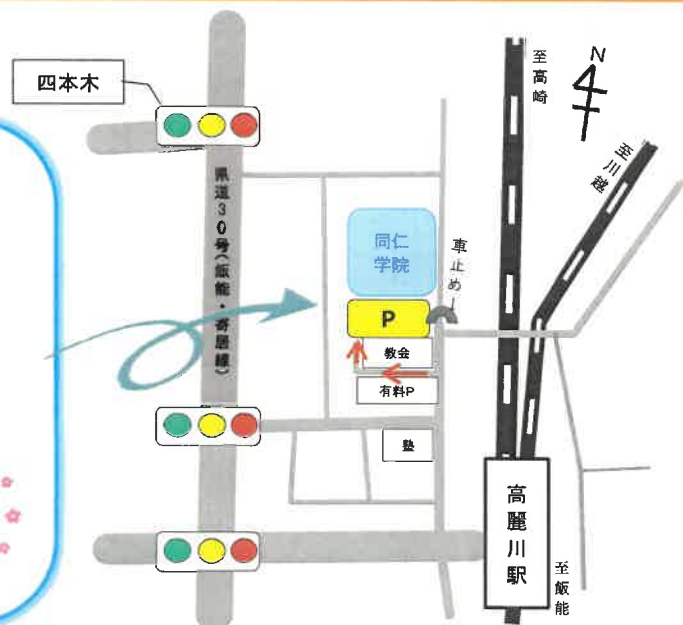 四本木
県道30号(飯能・寄居線)
至高崎
N
至川越
同仁
学院
車止めー
P
教会
有料P
塾
高麗川駅
至飯能